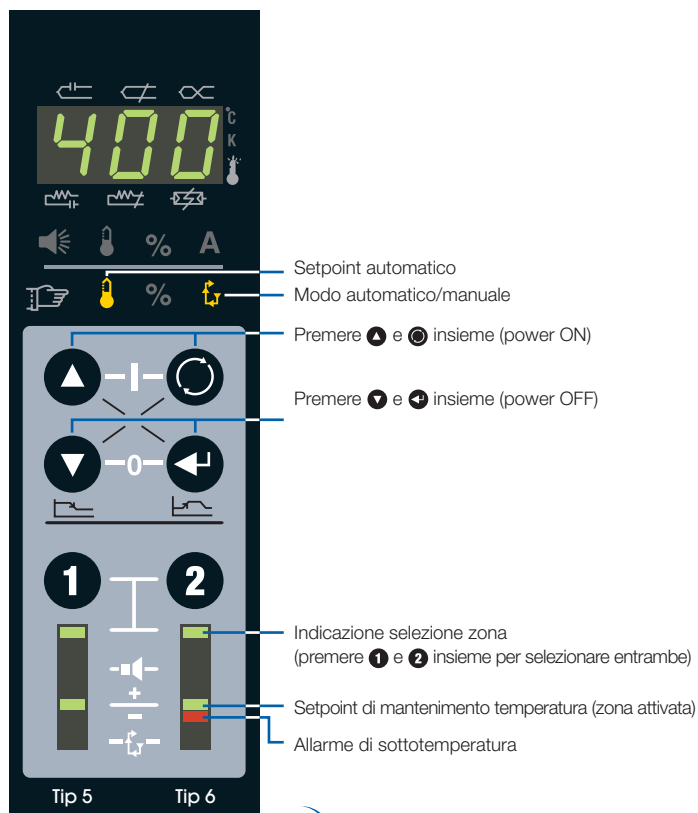 400
°C
K
% A
%
Setpoint automatico
Modo automatico/manuale
Premere e insieme (power ON)
Premere e insieme (power OFF)
0
1 2
Indicazione selezione zona
(premere 1 e 2 insieme per selezionare entrambe)
+
Setpoint di mantenimento temperatura (zona attivata)
−
Allarme di sottotemperatura
Tip 5 Tip 6